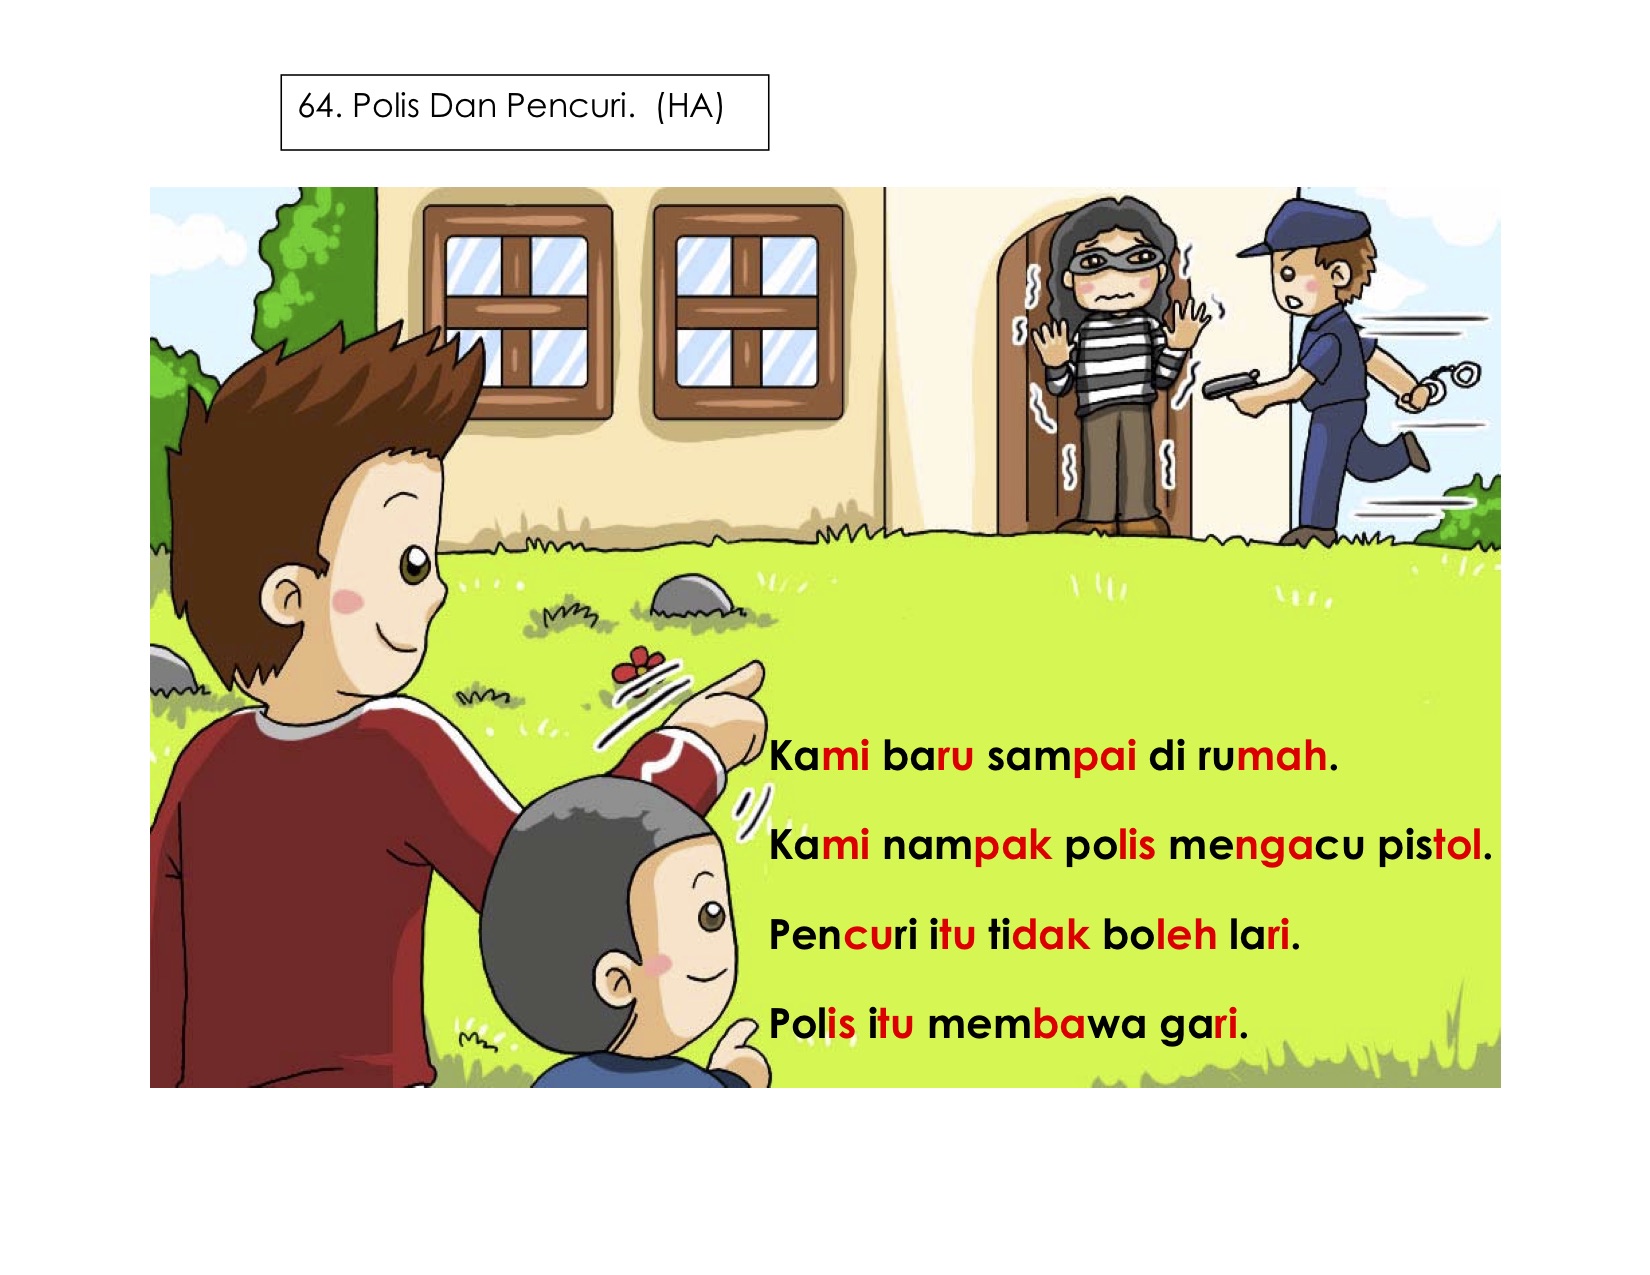 64. Polis Dan Pencuri.  (HA)
Kami baru sampai di rumah.
Kami nampak polis mengacu pistol.
Pencuri itu tidak boleh lari.
Polis itu membawa gari.